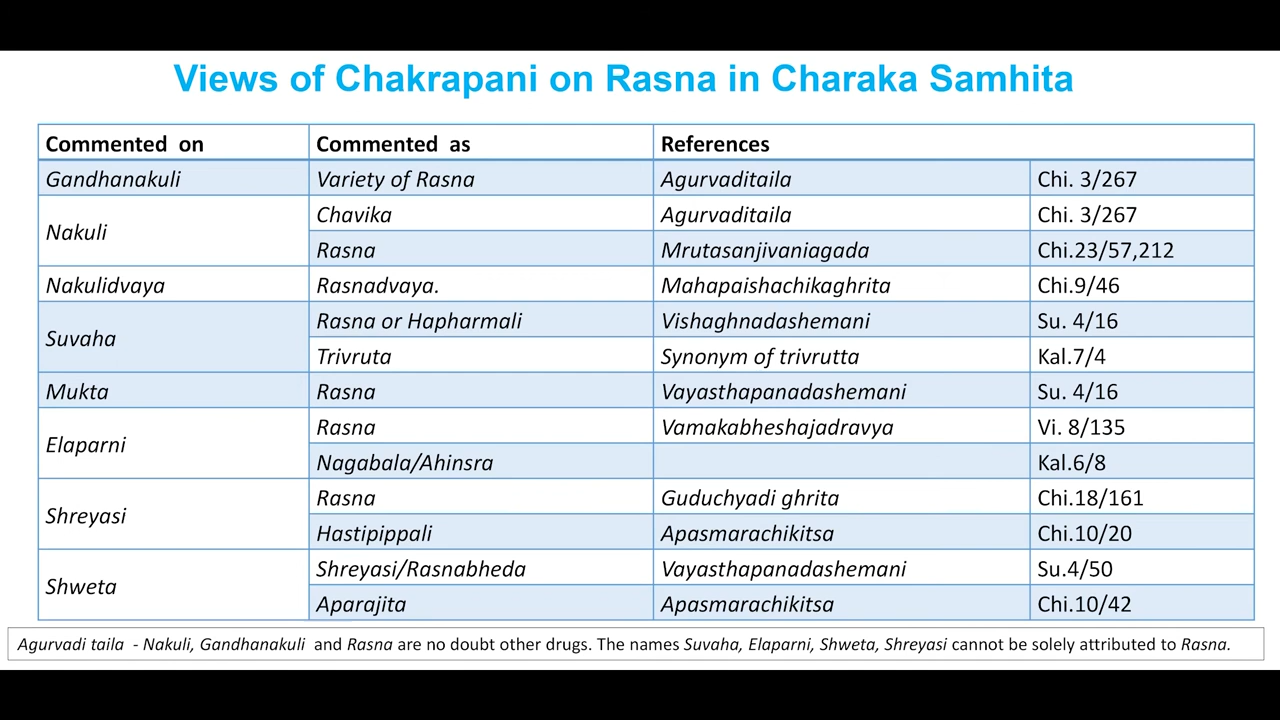 Views of Chakrapani on Rasna in Charaka Samhita
Commented on Commented as References
Gandhanakuli Variety of Rasna Agurvaditaila Chi. 3/267
Nakuli Chavika Agurvaditaila Chi. 3/267
Rasna Mrutasanjivaniagada Chi.23/57,212
Nakulidvaya Rasnadvaya. Mahapaishachikaghrita Chi.9/46
Suvaha Rasna or Hapharmali Vishaghnadashemani Su. 4/16
Trivruta Synonym of trivrutta Kal.7/4
Mukta Rasna Vayasthapanadashemani Su. 4/16
Elaparni Rasna Vamakabheshajadravya Vi. 8/135
Nagabala/Ahinsra Kal.6/8
Shreyasi Rasna Guduchyadi ghrita Chi.18/161
Hastipippali Apasmarachikitsa Chi.10/20
Shweta Shreyasi/Rasnabheda Vayasthapanadashemani Su.4/50
Aparajita Apasmarachikitsa Chi.10/42
Agurvadi taila - Nakuli, Gandhanakuli and Rasna are no doubt other drugs. The names Suvaha, Elaparni, Shweta, Shreyasi cannot be solely attributed to Rasna.